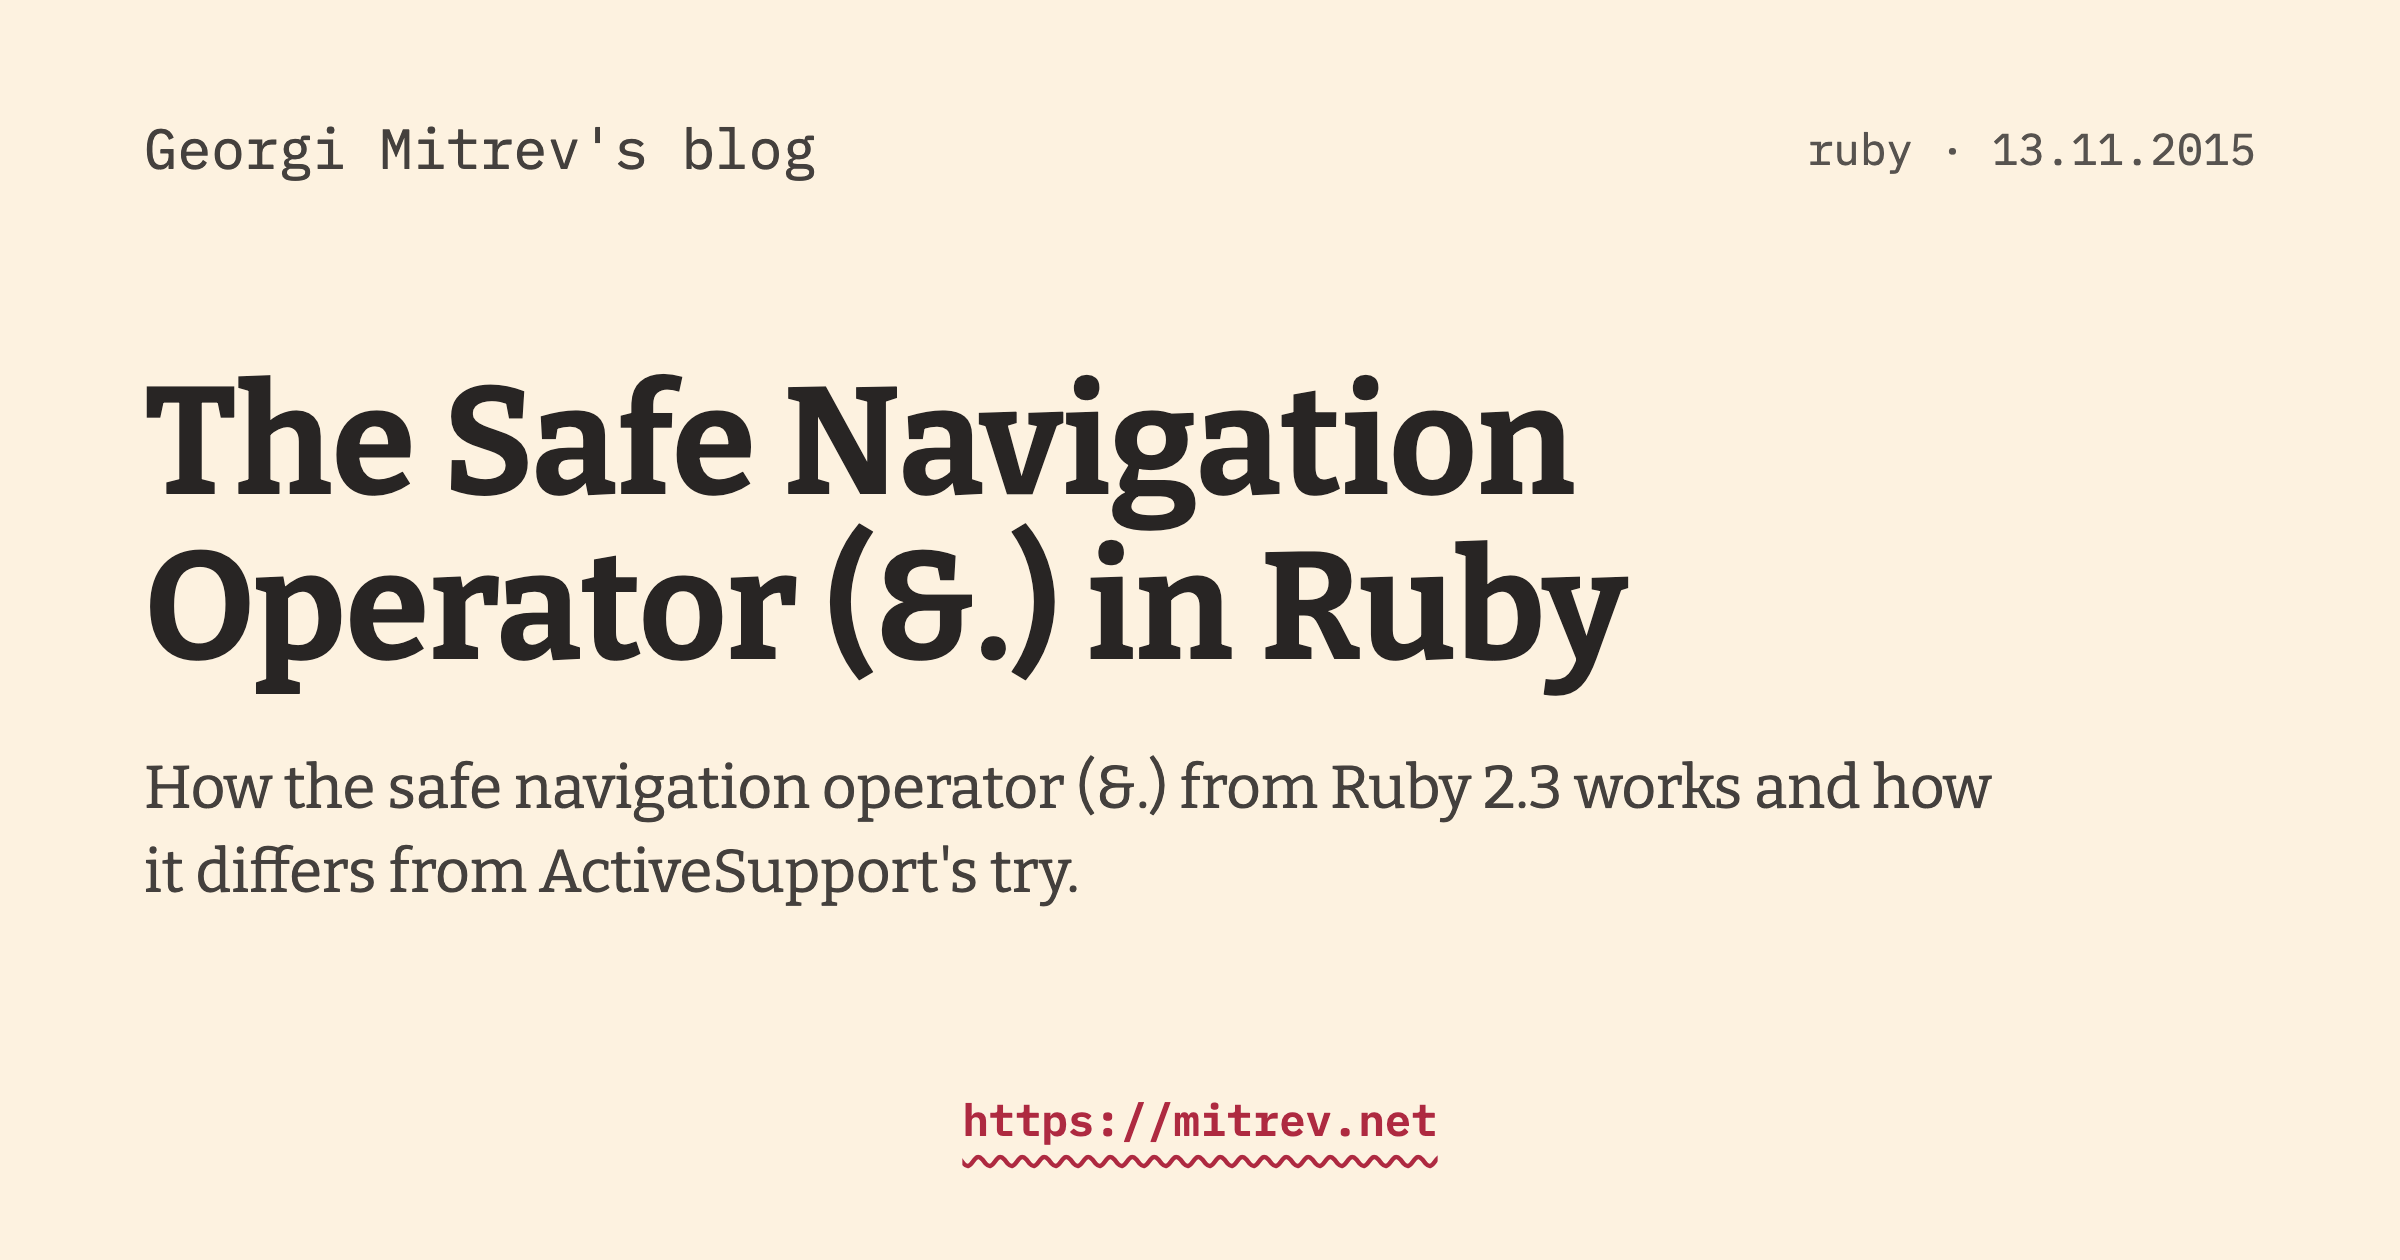 Georgi Mitrev's blog
ruby · 13.11.2015
The Safe Navigation
Operator (&.) in Ruby
How the safe navigation operator (&.) from Ruby 2.3 works and how
it differs from ActiveSupport's try.
https://mitrev.net